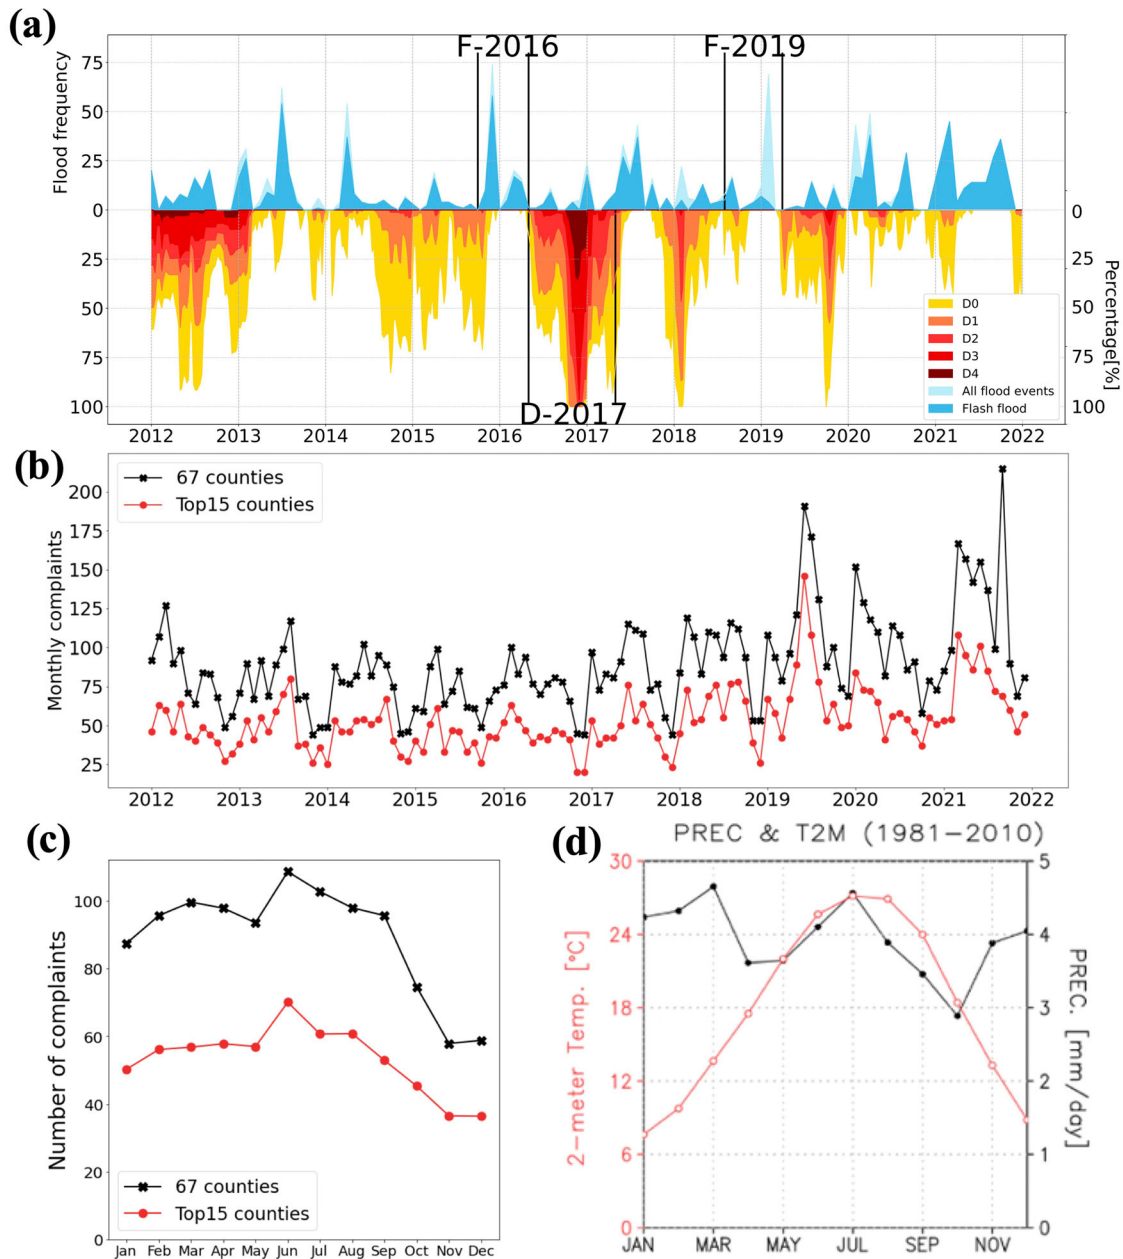 (a)
F-2016
F-2019
Flood frequency
75
50
25
0
25
50
75
100
0
25
50
75
100
Percentage[%]
D0
D1
D2
D3
D4
All flood events
Flash flood
D-2017
2012 2013 2014 2015 2016 2017 2018 2019 2020 2021 2022
(b)
Monthly complaints
200
175
150
125
100
75
50
25
67 counties
Top15 counties
2012 2013 2014 2015 2016 2017 2018 2019 2020 2021 2022
(c)
Number of complaints
100
80
60
40
20
0
67 counties
Top15 counties
Jan Feb Mar Apr May Jun Jul Aug Sep Oct Nov Dec
(d)
PREC & T2M (1981-2010)
2-meter Temp. [°C]
30
24
18
12
6
0
5
4
3
2
1
0
PREC. [mm/day]
JAN MAR MAY JUL SEP NOV